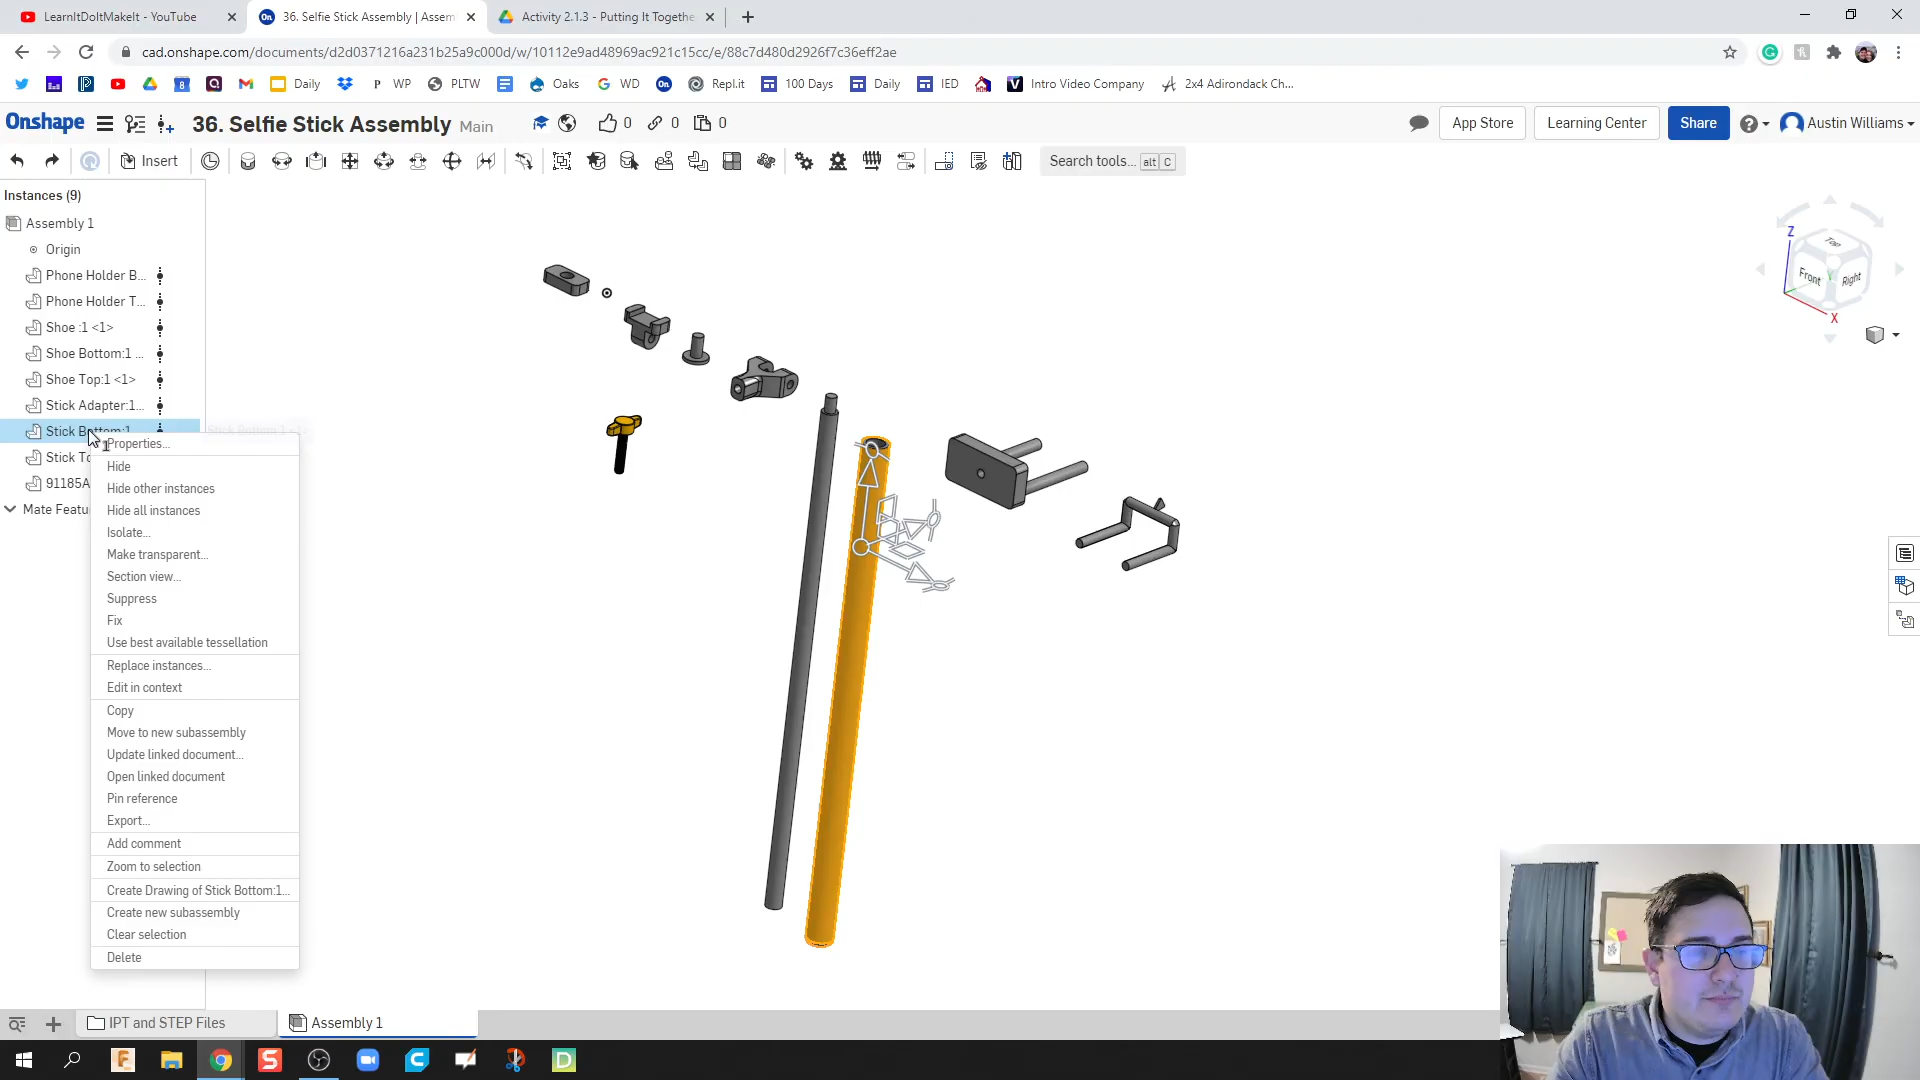 LearnItDoItMakeIt - YouTube
36. Selfie Stick Assembly | Assem
Activity 2.1.3 - Putting It Togethe
cad.onshape.com/documents/d2d0371216a231b25a9c000d/w/10112e9ad48969ac921c15cc/e/88c7d480d2926f7c36eff2ae
Daily
WP
PLTW
Oaks
WD
Repl.it
100 Days
Daily
IED
Intro Video Company
2x4 Adirondack Ch...
Onshape
36. Selfie Stick Assembly Main
0
0
0
App Store
Learning Center
Share
Austin Williams
Insert
Search tools... alt C
Instances (9)
Assembly 1
Origin
Phone Holder B...
Phone Holder T...
Shoe :1 <1>
Shoe Bottom:1 ...
Shoe Top:1 <1>
Stick Adapter:1...
Stick Bottom:1
Stick To
91185A
Mate Featu
Properties...
Hide
Hide other instances
Hide all instances
Isolate...
Make transparent...
Section view...
Suppress
Fix
Use best available tessellation
Replace instances...
Edit in context
Copy
Move to new subassembly
Update linked document...
Open linked document
Pin reference
Export...
Add comment
Zoom to selection
Create Drawing of Stick Bottom:1...
Create new subassembly
Clear selection
Delete
Z
Top
Front
Right
X
IPT and STEP Files
Assembly 1